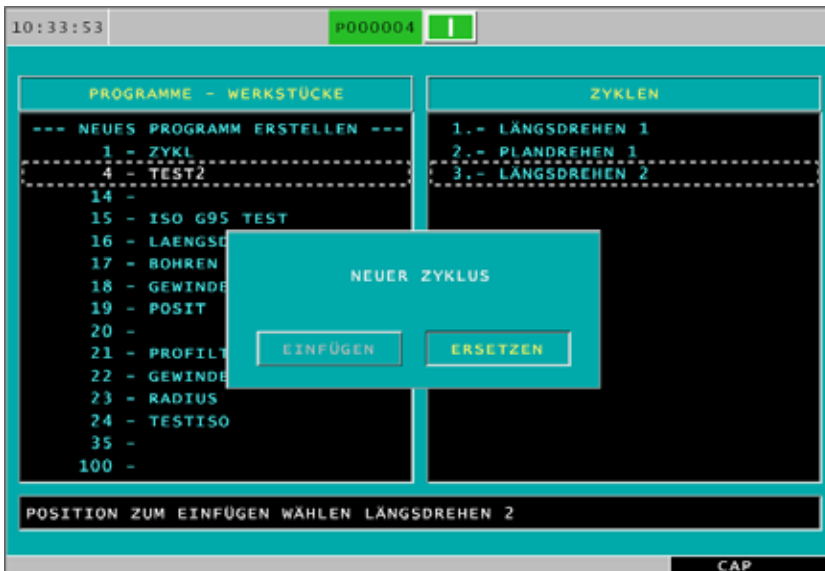 10:33:53 P000004
PROGRAMME - WERKSTÜCKE
--- NEUES PROGRAMM ERSTELLEN ---
1 - ZYKL
4 - TEST2
14 -
15 - ISO G95 TEST
16 - LAENGSD
17 - BOHREN
18 - GEWINDE
19 - POSIT
20 -
21 - PROFILT
22 - GEWINDE
23 - RADIUS
24 - TESTISO
35 -
100 -
ZYKLEN
1.- LÄNGSDREHEN 1
2.- PLANDREHEN 1
3.- LÄNGSDREHEN 2
NEUER ZYKLUS
EINFÜGEN
ERSETZEN
POSITION ZUM EINFÜGEN WÄHLEN LÄNGSDREHEN 2
CAP